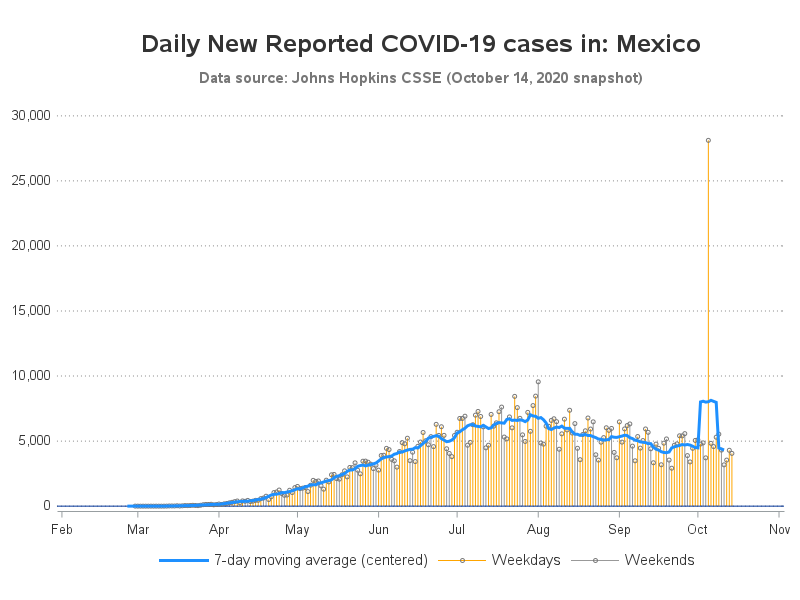 Daily New Reported COVID-19 cases in: Mexico
Data source: Johns Hopkins CSSE (October 14, 2020 snapshot)
30,000
25,000
20,000
15,000
10,000
5,000
0
Feb Mar Apr May Jun Jul Aug Sep Oct Nov
7-day moving average (centered) Weekdays Weekends